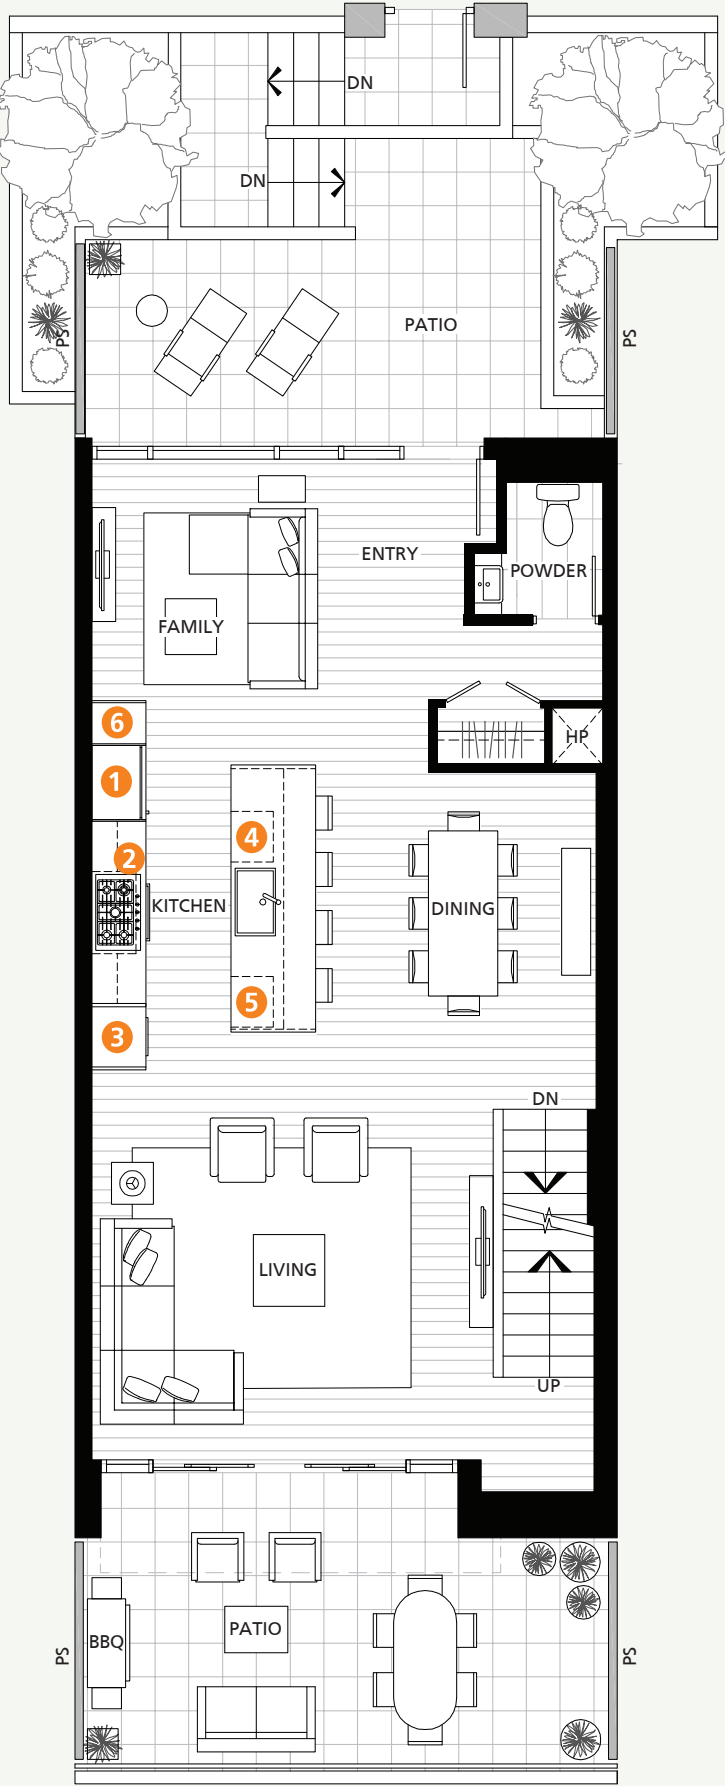 DN
DN
PATIO
PS
PS
ENTRY
POWDER
FAMILY
6
HP
1
4
2
KITCHEN
DINING
5
3
DN
LIVING
UP
PATIO
BBQ
PS
PS